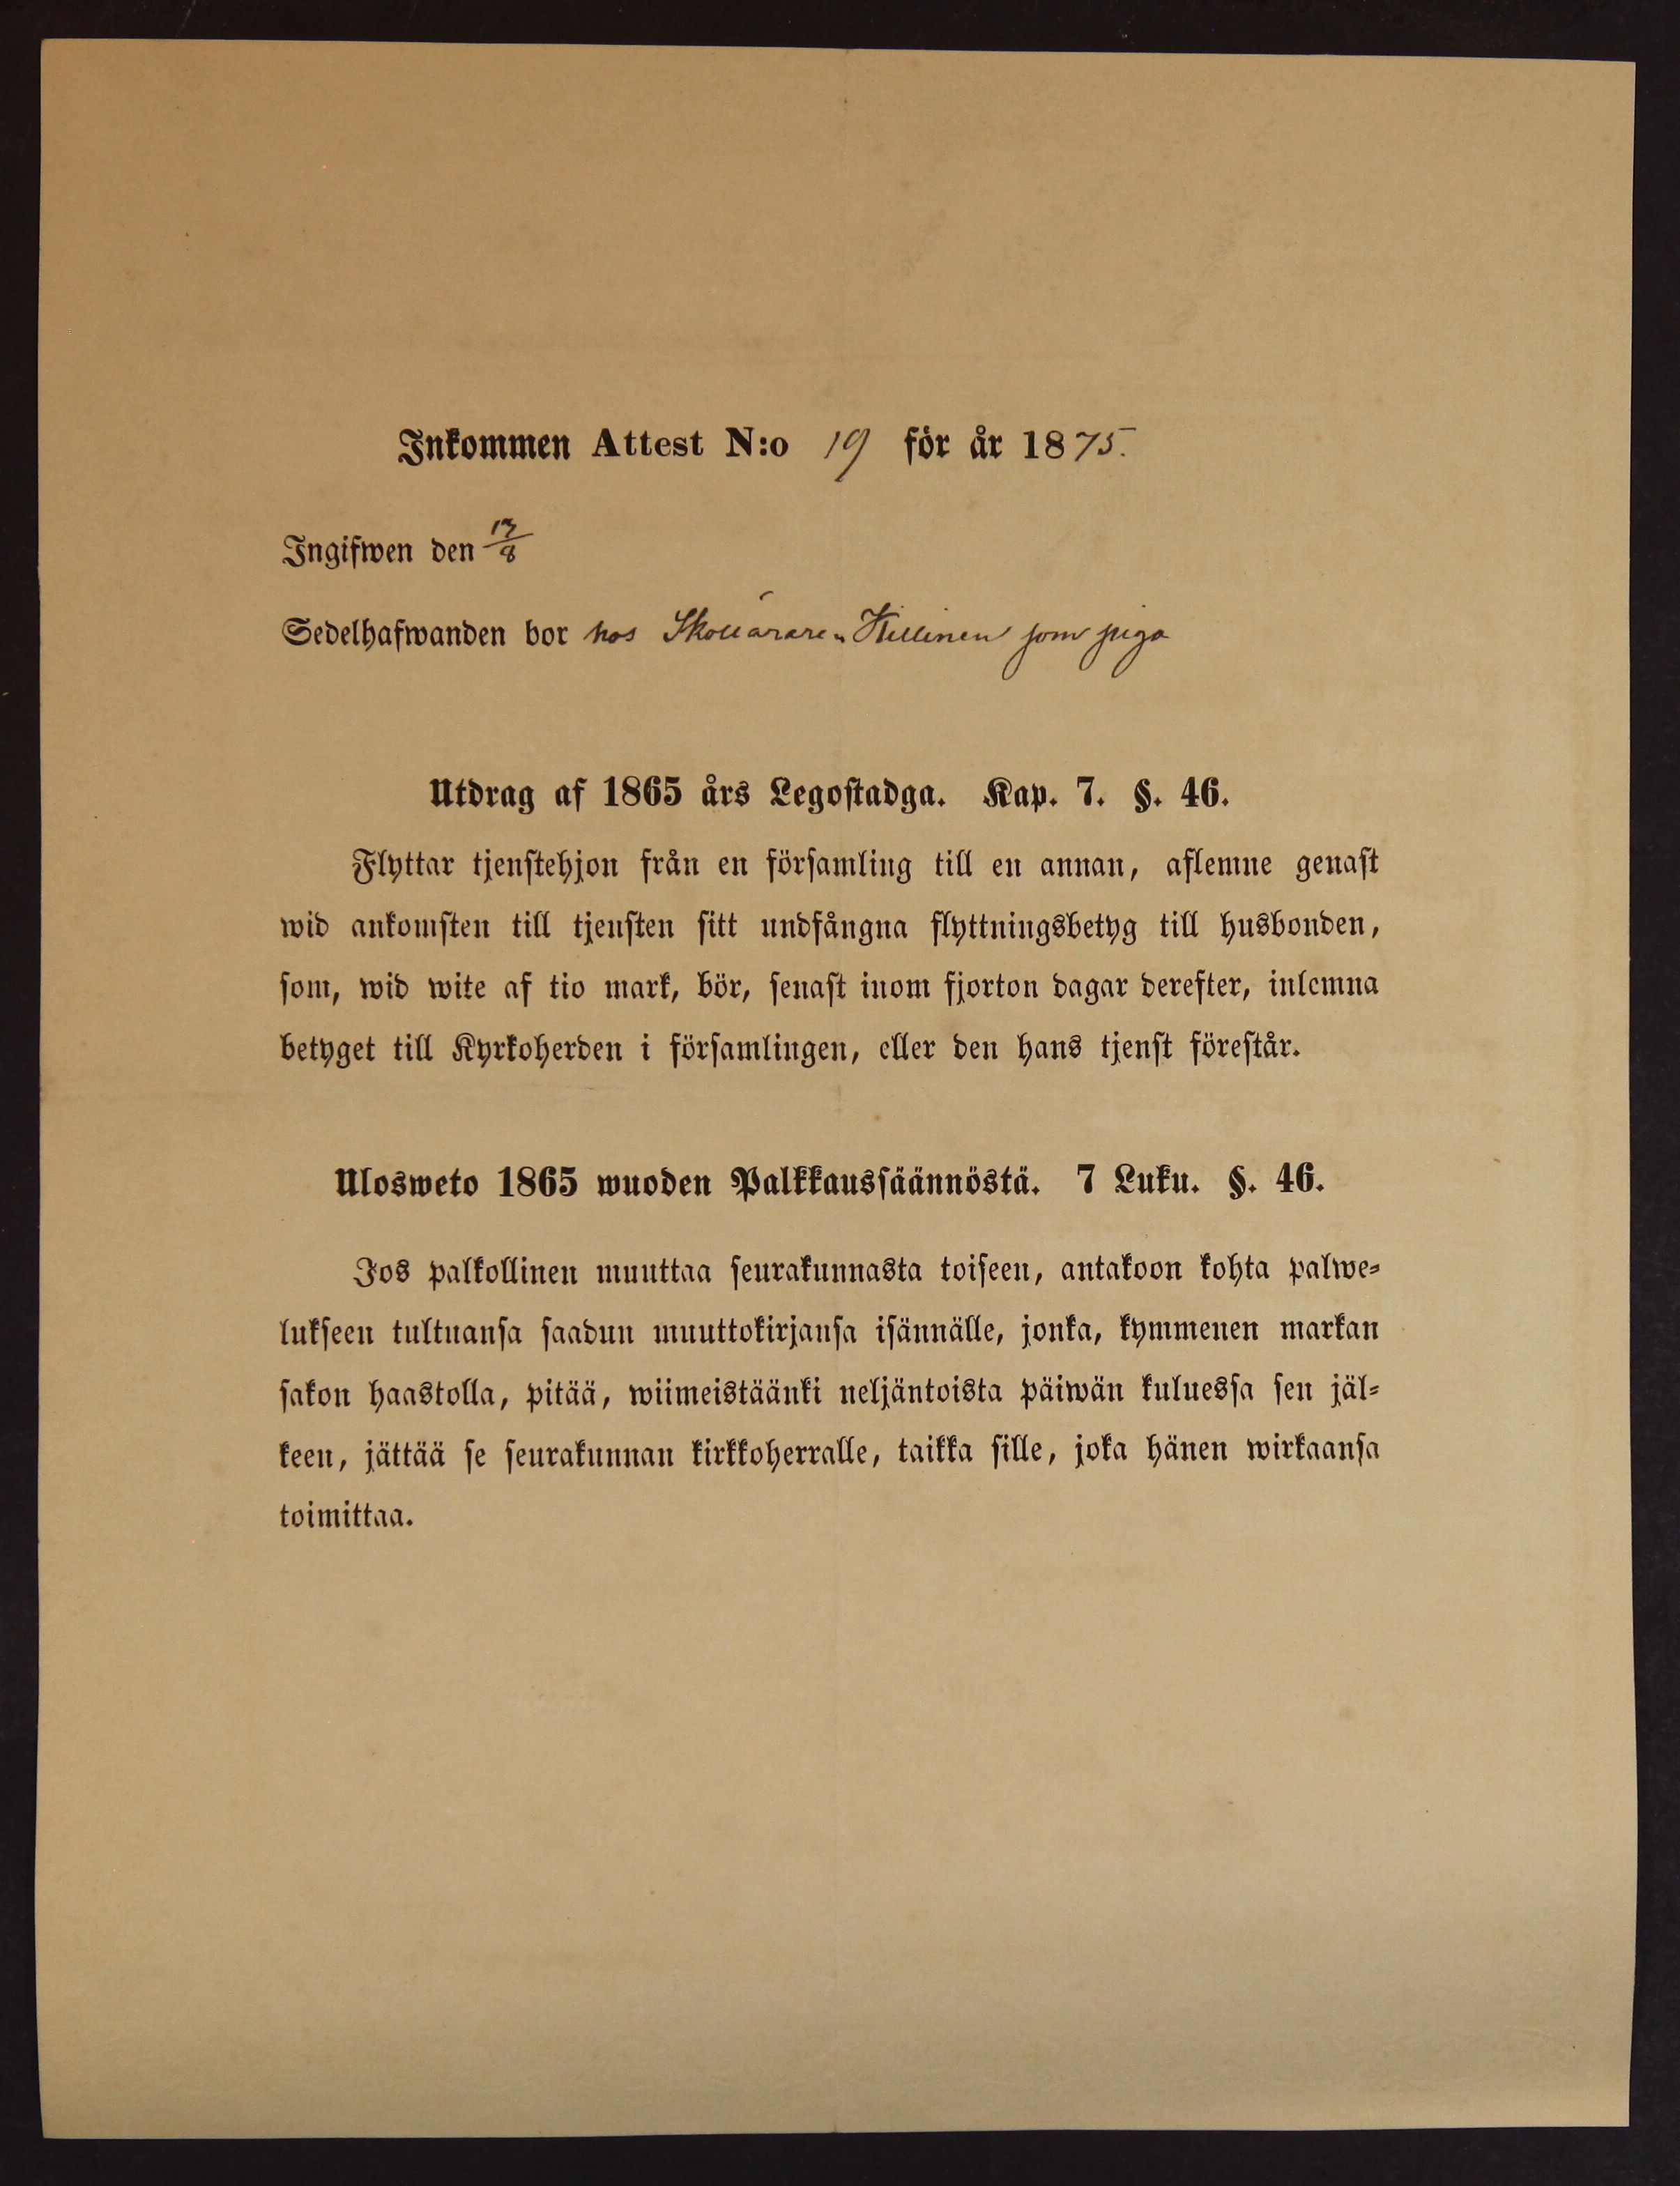 Inkommen Attest N:o 19 för år 1875.
Ingifwen den 17/8
Sedelhafwanden bor hos Skolläraren Hillinen som piga
Utdrag af 1865 års Legostadga. Kap. 7. §. 46.
Flyttar tjenstehjon från en församling till en annan, aflemne genast
wid ankomsten till tjensten sitt undfångna flyttningsbetyg till husbonden,
som, wid wite af tio mark, bör, senast inom fjorton dagar derefter, inlemna
betyget till Kyrkoherden i församlingen, eller den hans tjenst förestår.
Ulosweto 1865 wuoden Palkkaussäännöstä. 7 Luku. §. 46.
Jos palkollinen muuttaa seurakunnasta toiseen, antakoon kohta palwe-
lukseen tultuansa saadun muuttokirjansa isännälle, jonka, kymmenen markan
sakon haastolla, pitää, wiimeistäänki neljäntoista päiwän kuluessa sen jäl-
keen, jättää se seurakunnan kirkkoherralle, taikka sille, joka hänen wirkaansa
toimittaa.